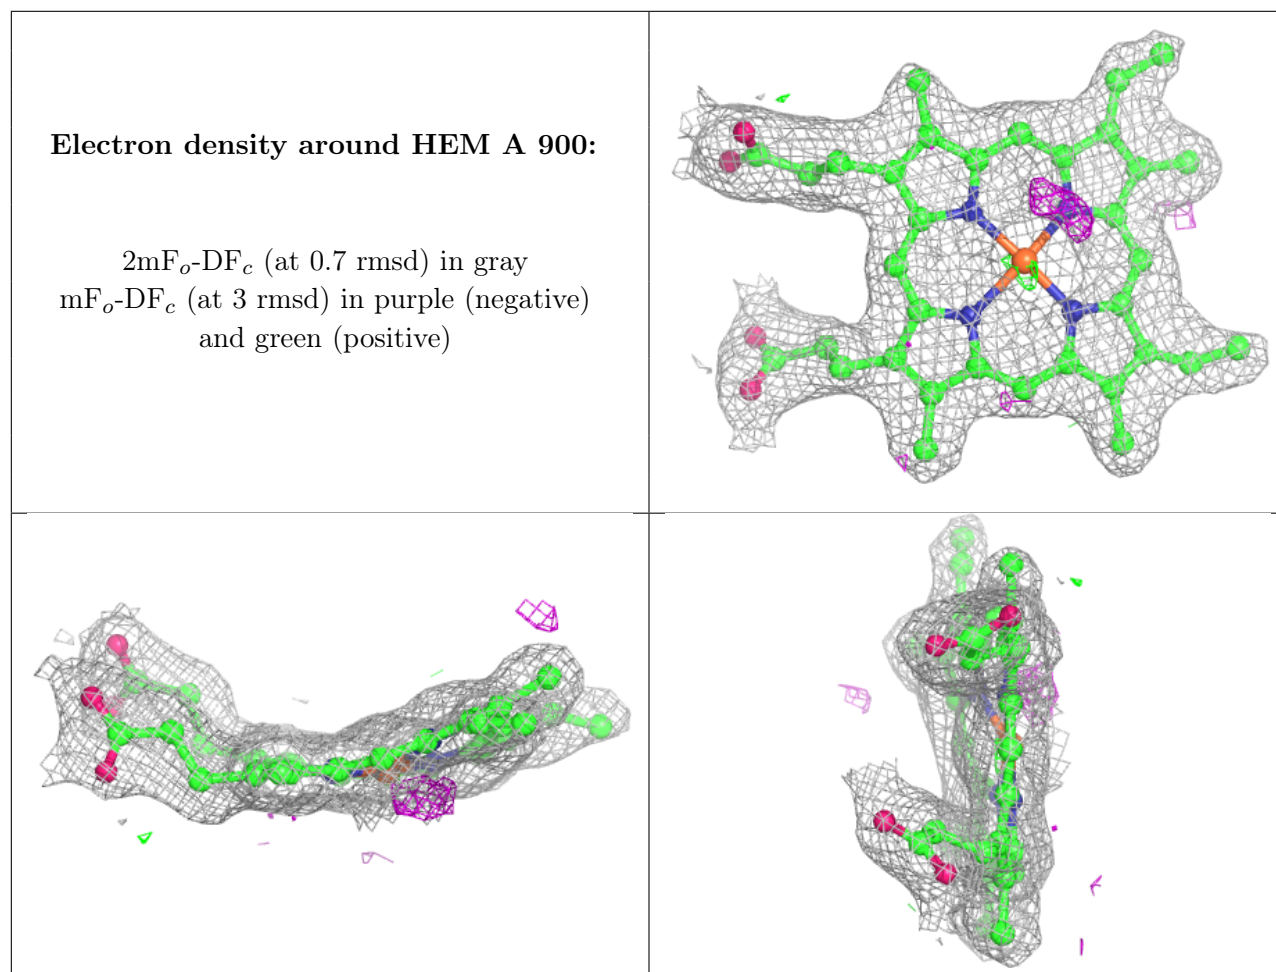 Electron density around HEM A 900:
2mFo-DFc (at 0.7 rmsd) in gray
mFo-DFc (at 3 rmsd) in purple (negative)
and green (positive)